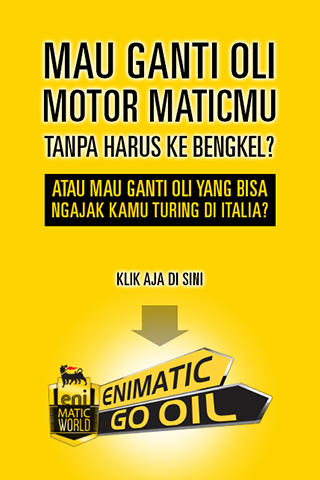 MAU GANTI OLI
MOTOR MATICMU
TANPA HARUS KE BENGKEL?
ATAU MAU GANTI OLI YANG BISA
NGAJAK KAMU TURING DI ITALIA?
KLIK AJA DI SINI
eni
MATIC
WORLD
ENIMATIC
GO OIL